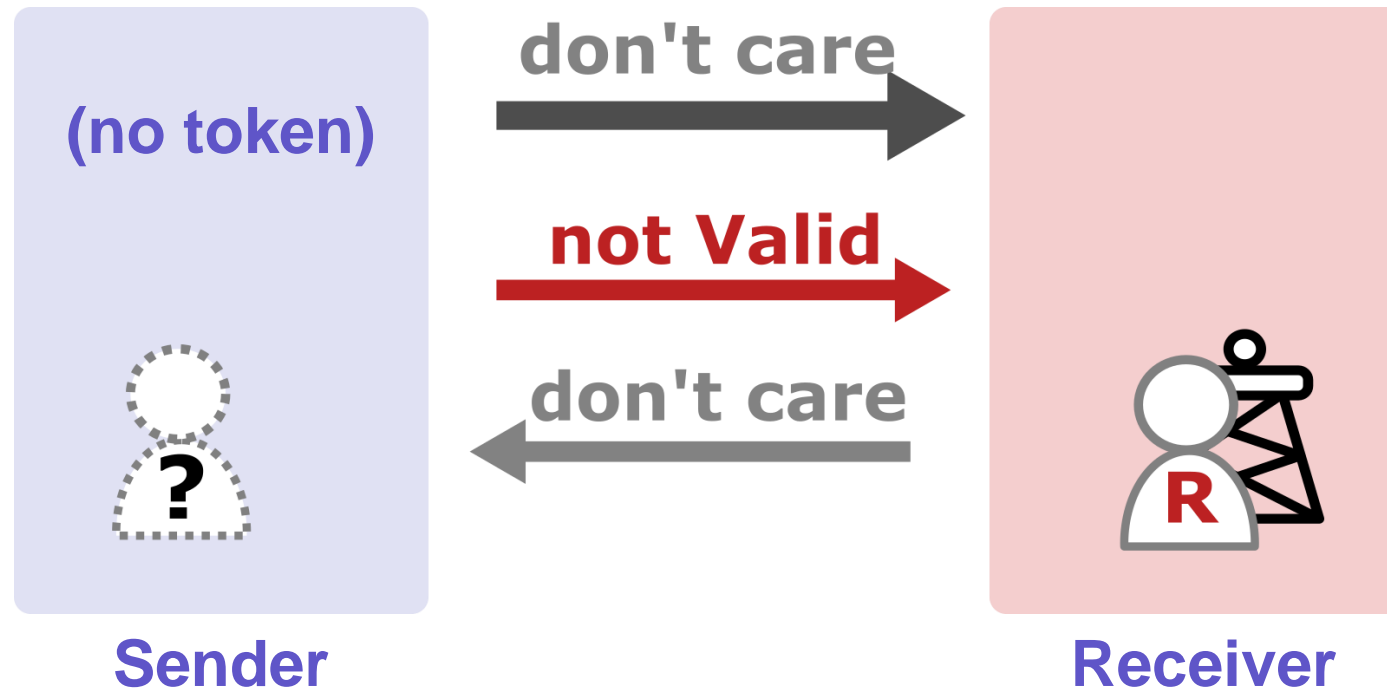 don't care
(no token)
not Valid
don't care
?
R
Sender
Receiver